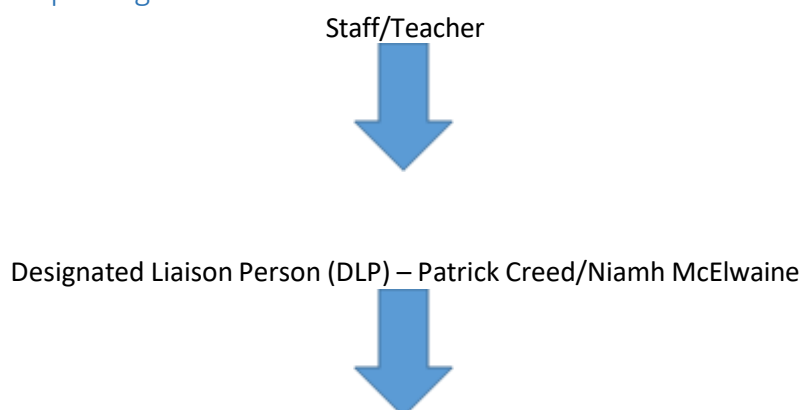 Staff/Teacher
Designated Liaison Person (DLP) – Patrick Creed/Niamh McElwaine